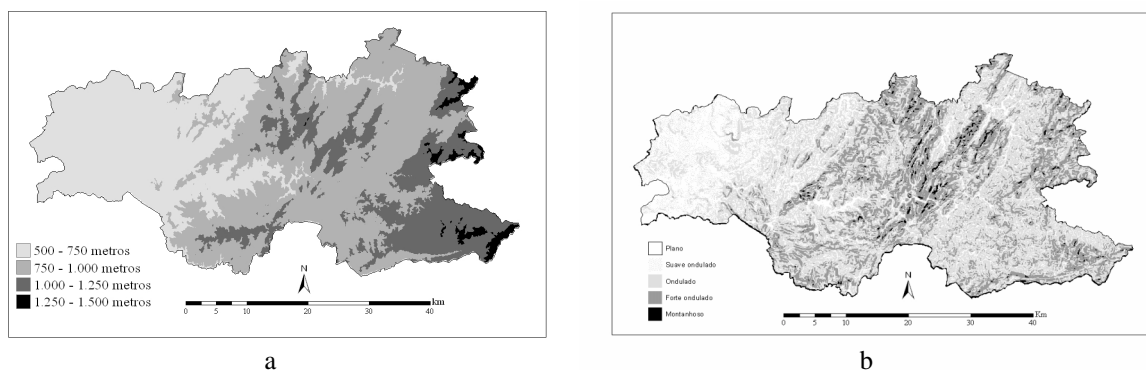 500 - 750 metros
750 - 1.000 metros
1.000 - 1.250 metros
1.250 - 1.500 metros
N
km
0 5 10 20 30 40
a
Plano
Suave ondulado
Ondulado
Forte ondulado
Montanhoso
N
Km
0 5 10 20 30 40
b